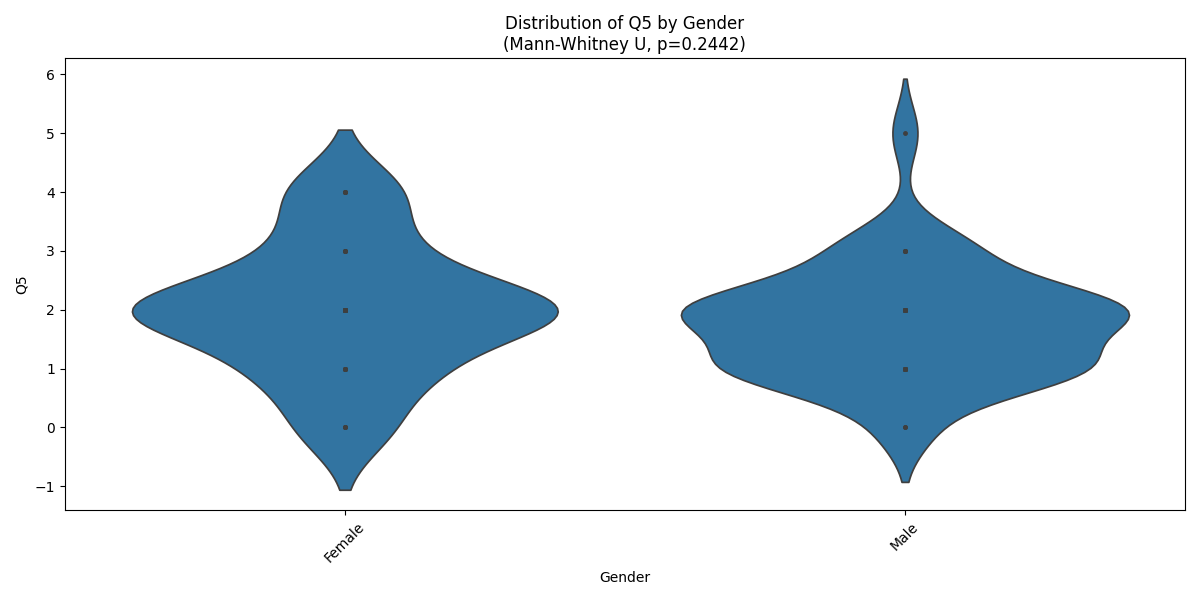 Distribution of Q5 by Gender
(Mann-Whitney U, p=0.2442)
6
5
4
3
2
1
0
−1
Q5
Female
Male
Gender